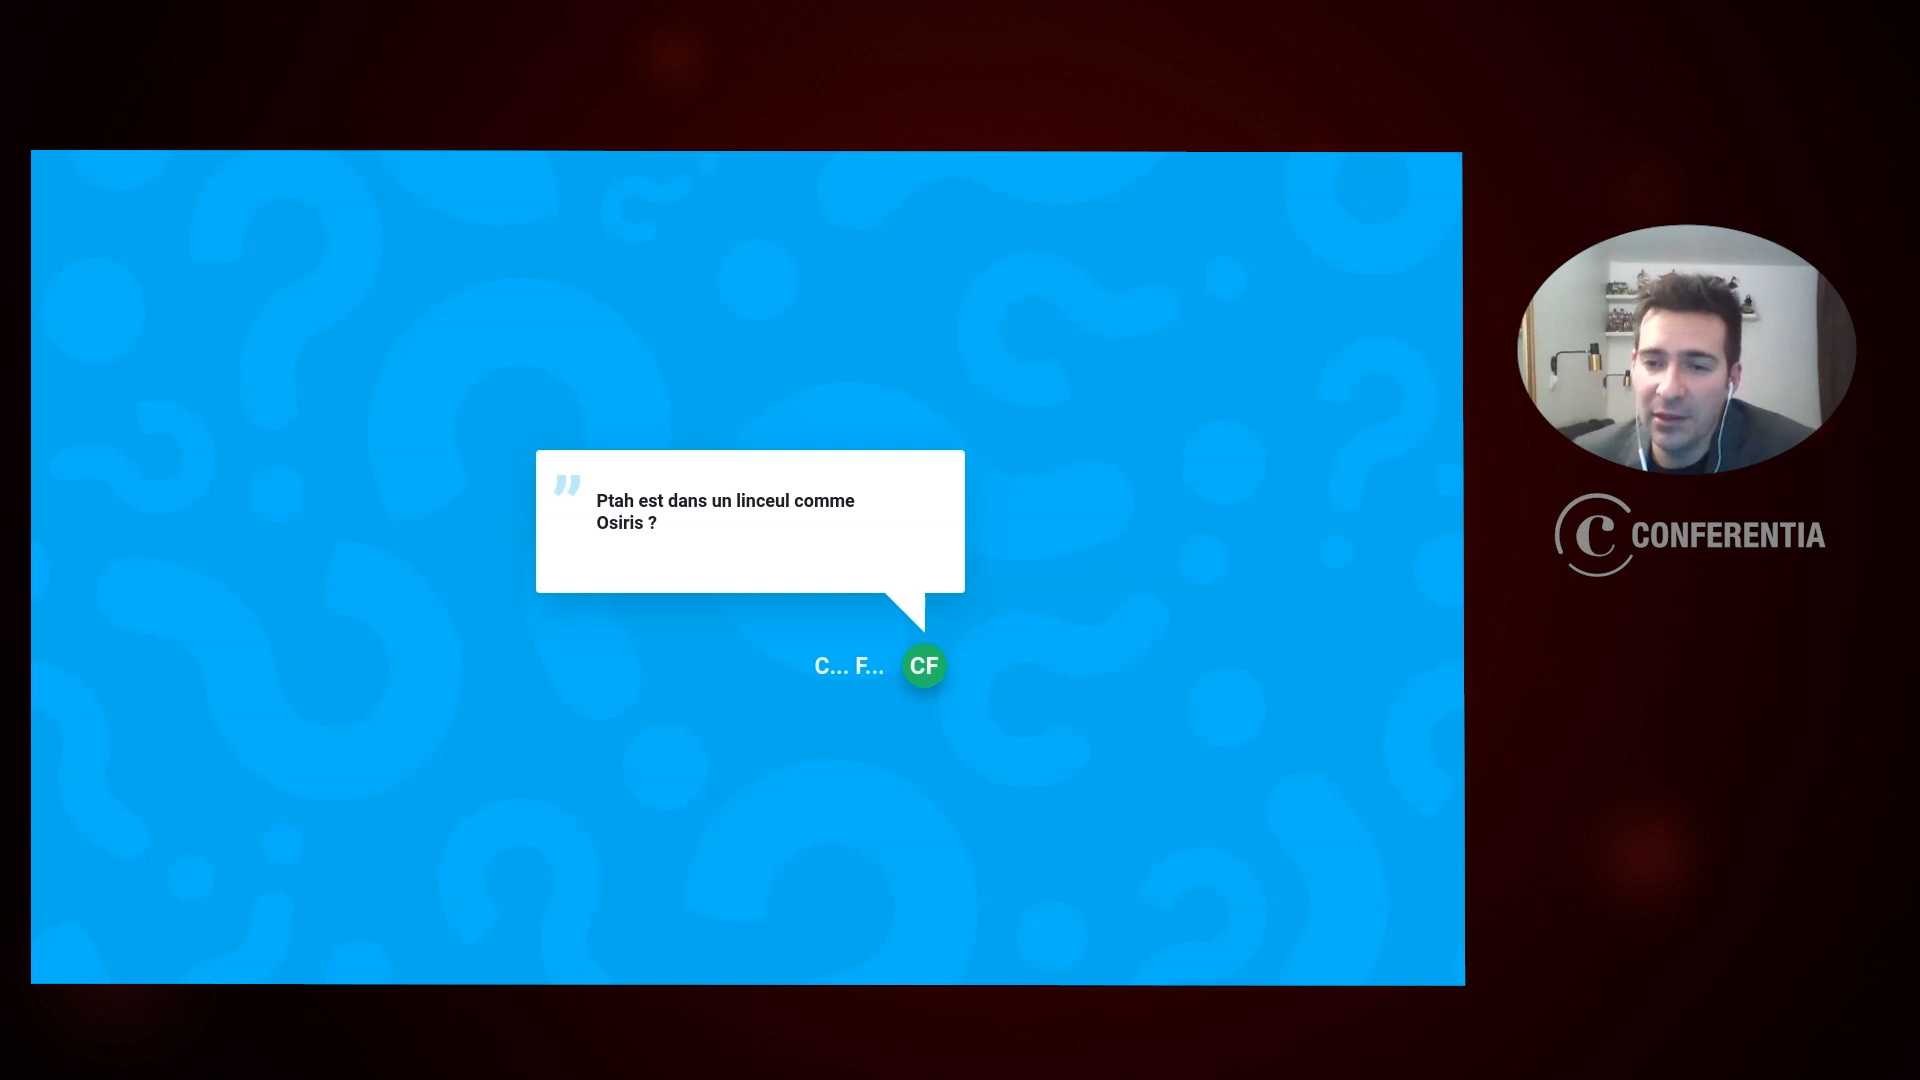 ”
Ptah est dans un linceul comme
Osiris ?
C... F...
CF
C
CONFERENTIA